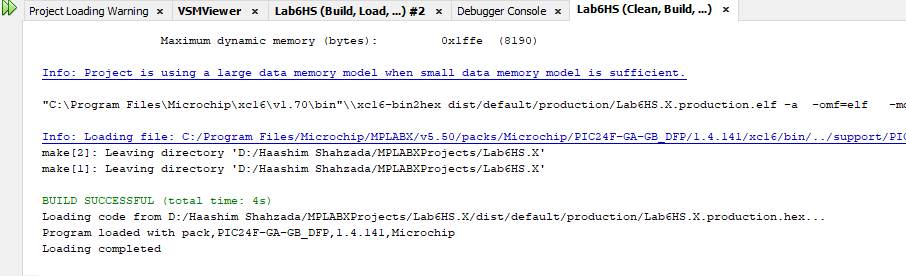 Project Loading Warning × VSMViewer × Lab6HS (Build, Load, ...) #2 × Debugger Console × Lab6HS (Clean, Build, ...) ×
Maximum dynamic memory (bytes): 0x1ffe (8190)
Info: Project is using a large data memory model when small data memory model is sufficient.
"C:\Program Files\Microchip\xc16\v1.70\bin"\\xc16-bin2hex dist/default/production/Lab6HS.X.production.elf -a -omf=elf
Info: Loading file: C:/Program Files/Microchip/MPLABX/v5.50/packs/Microchip/PIC24F-GA-GB_DFP/1.4.141/xc16/bin/../support/PIC
make[2]: Leaving directory 'D:/Haashim Shahzada/MPLABXProjects/Lab6HS.X'
make[1]: Leaving directory 'D:/Haashim Shahzada/MPLABXProjects/Lab6HS.X'
BUILD SUCCESSFUL (total time: 4s)
Loading code from D:/Haashim Shahzada/MPLABXProjects/Lab6HS.X/dist/default/production/Lab6HS.X.production.hex...
Program loaded with pack,PIC24F-GA-GB_DFP,1.4.141,Microchip
Loading completed